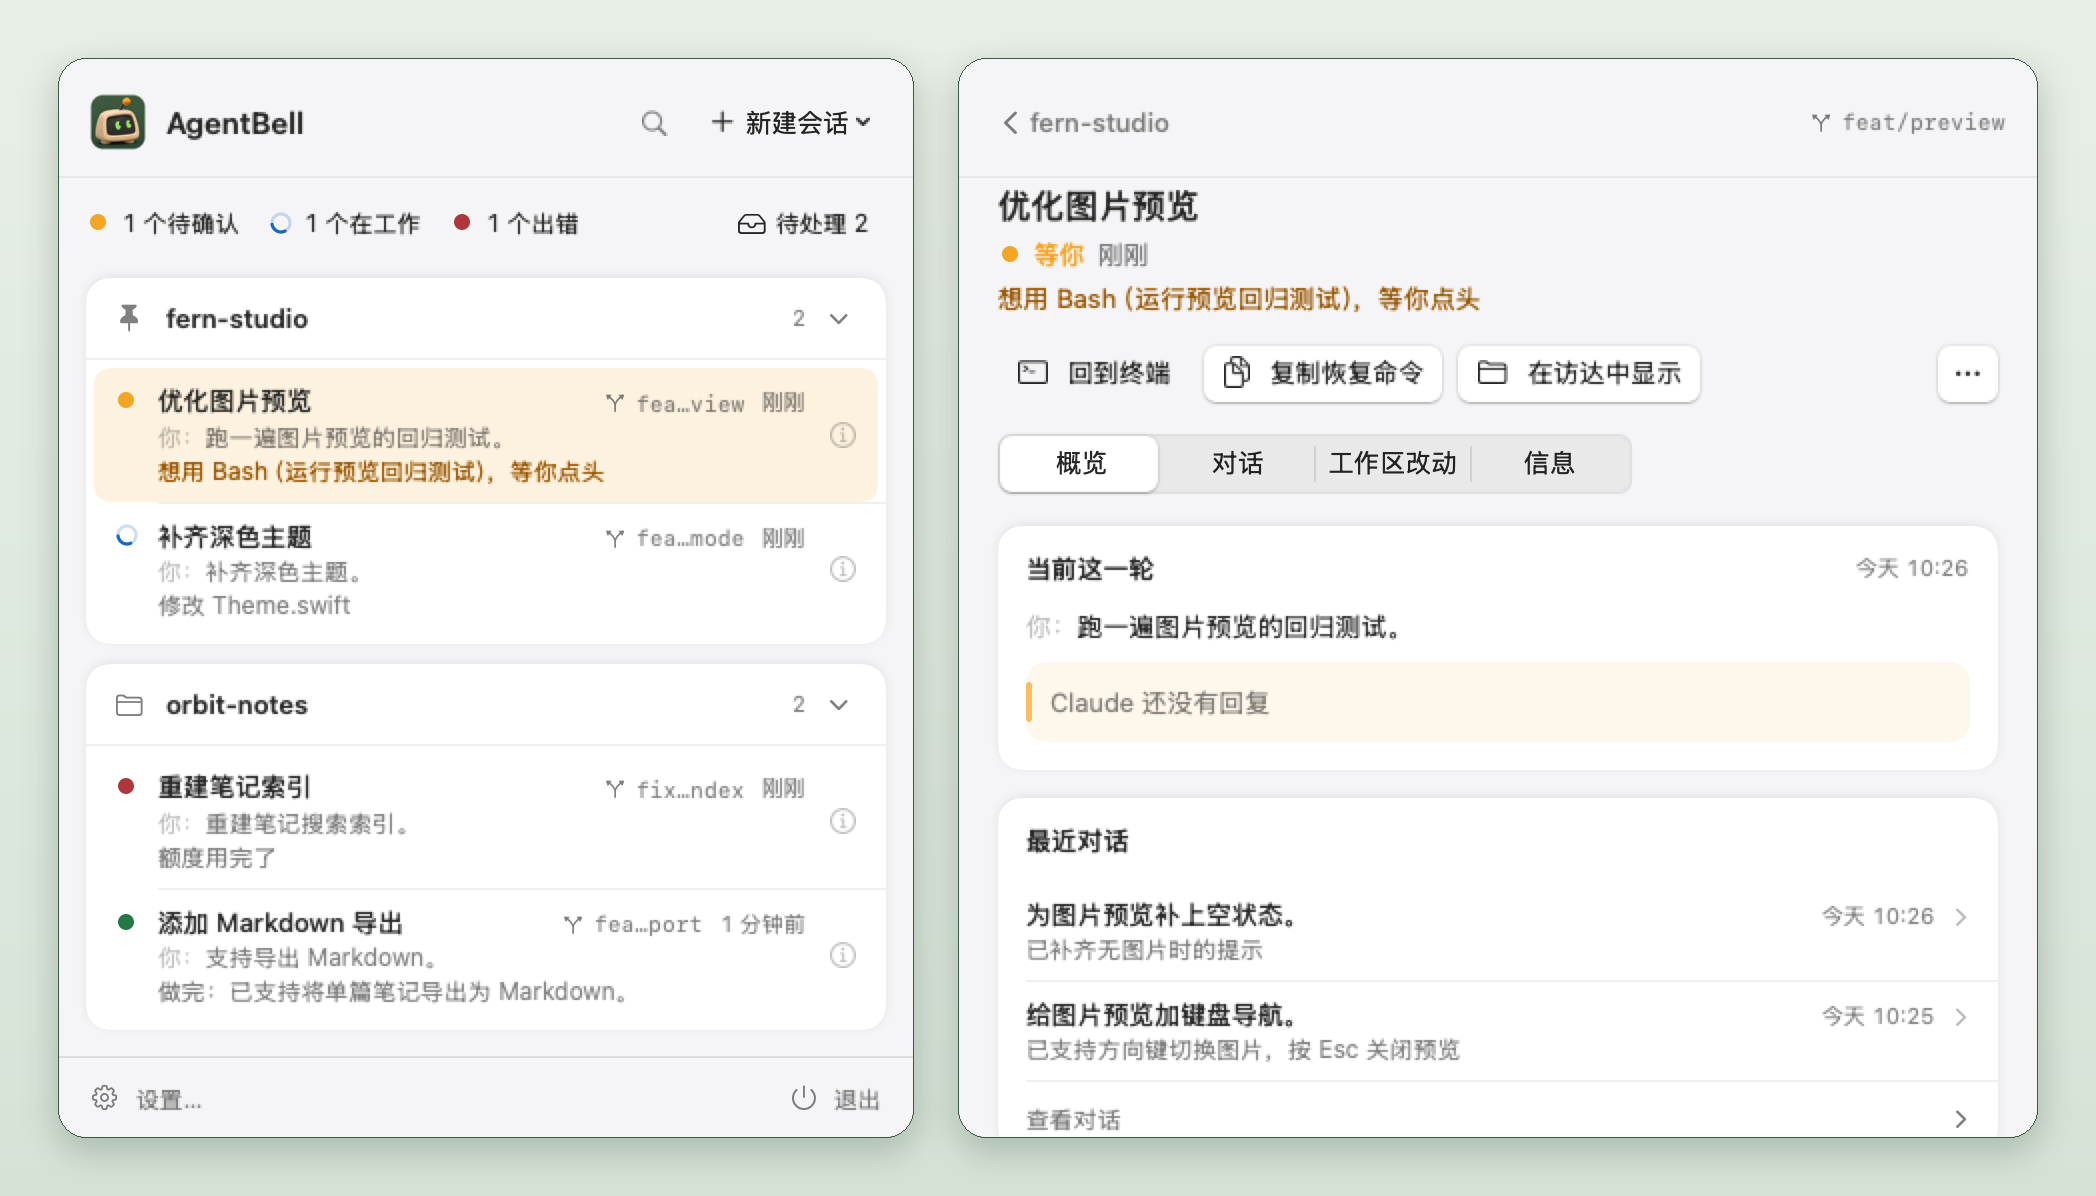 AgentBell
新建会话
1 个待确认 1 个在工作 1 个出错 待处理 2
fern-studio 2
优化图片预览 fea…view 刚刚
你：跑一遍图片预览的回归测试。
想用 Bash (运行预览回归测试)，等你点头
补齐深色主题 fea…mode 刚刚
你：补齐深色主题。
修改 Theme.swift
orbit-notes 2
重建笔记索引 fix…ndex 刚刚
你：重建笔记搜索索引。
额度用完了
添加 Markdown 导出 fea…port 1 分钟前
你：支持导出 Markdown。
做完：已支持将单篇笔记导出为 Markdown。
设置… 退出
fern-studio feat/preview
优化图片预览
等你 刚刚
想用 Bash (运行预览回归测试)，等你点头
回到终端 复制恢复命令 在访达中显示
概览 对话 工作区改动 信息
当前这一轮 今天 10:26
你：跑一遍图片预览的回归测试。
Claude 还没有回复
最近对话
为图片预览补上空状态。 今天 10:26
已补齐无图片时的提示
给图片预览加键盘导航。 今天 10:25
已支持方向键切换图片，按 Esc 关闭预览
查看对话